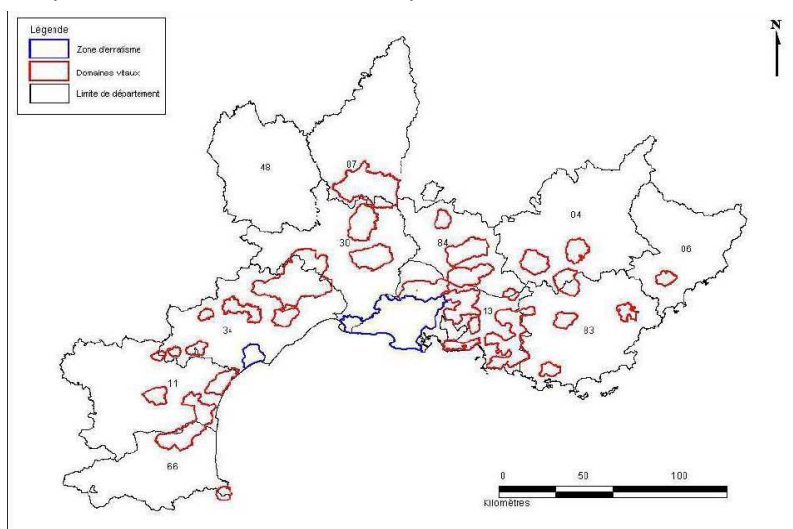 Légende
Zone d'erratisme
Domaines vitaux
Limite de département
N
48
07
30
84
04
06
34
13
83
11
66
0 50 100
Kilomètres